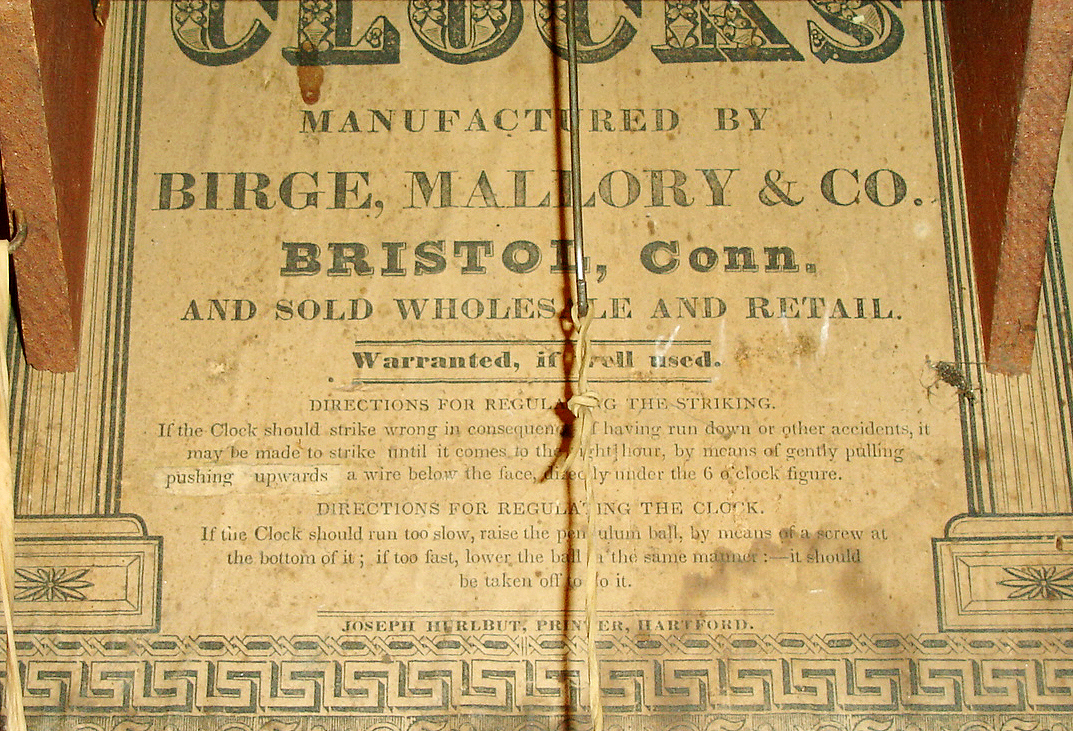 CLOCKS
MANUFACTURED BY
BIRGE, MALLORY & CO.
BRISTOL, Conn.
AND SOLD WHOLESALE AND RETAIL.
Warranted, if well used.
DIRECTIONS FOR REGULATING THE STRIKING.
If the Clock should strike wrong in consequence of having run down or other accidents, it
may be made to strike until it comes to the right hour, by means of gently pulling
pushing upwards a wire below the face, directly under the 6 o'clock figure.
DIRECTIONS FOR REGULATING THE CLOCK.
If the Clock should run too slow, raise the pendulum ball, by means of a screw at
the bottom of it; if too fast, lower the ball in the same manner:—it should
be taken off to do it.
JOSEPH HURLBUT, PRINTER, HARTFORD.